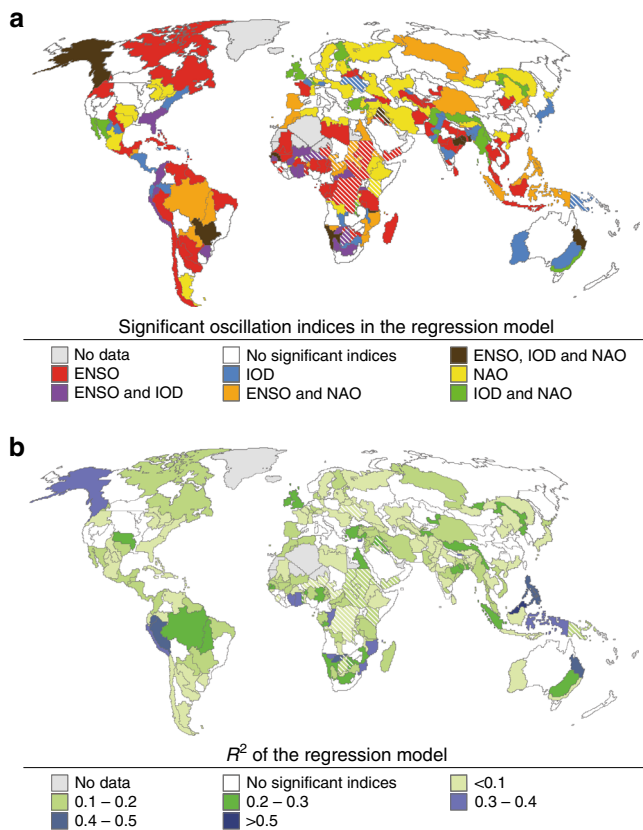 a
Significant oscillation indices in the regression model
No data
No significant indices
ENSO, IOD and NAO
ENSO
IOD
NAO
ENSO and IOD
ENSO and NAO
IOD and NAO
b
R² of the regression model
No data
No significant indices
<0.1
0.1 – 0.2
0.2 – 0.3
0.3 – 0.4
0.4 – 0.5
>0.5